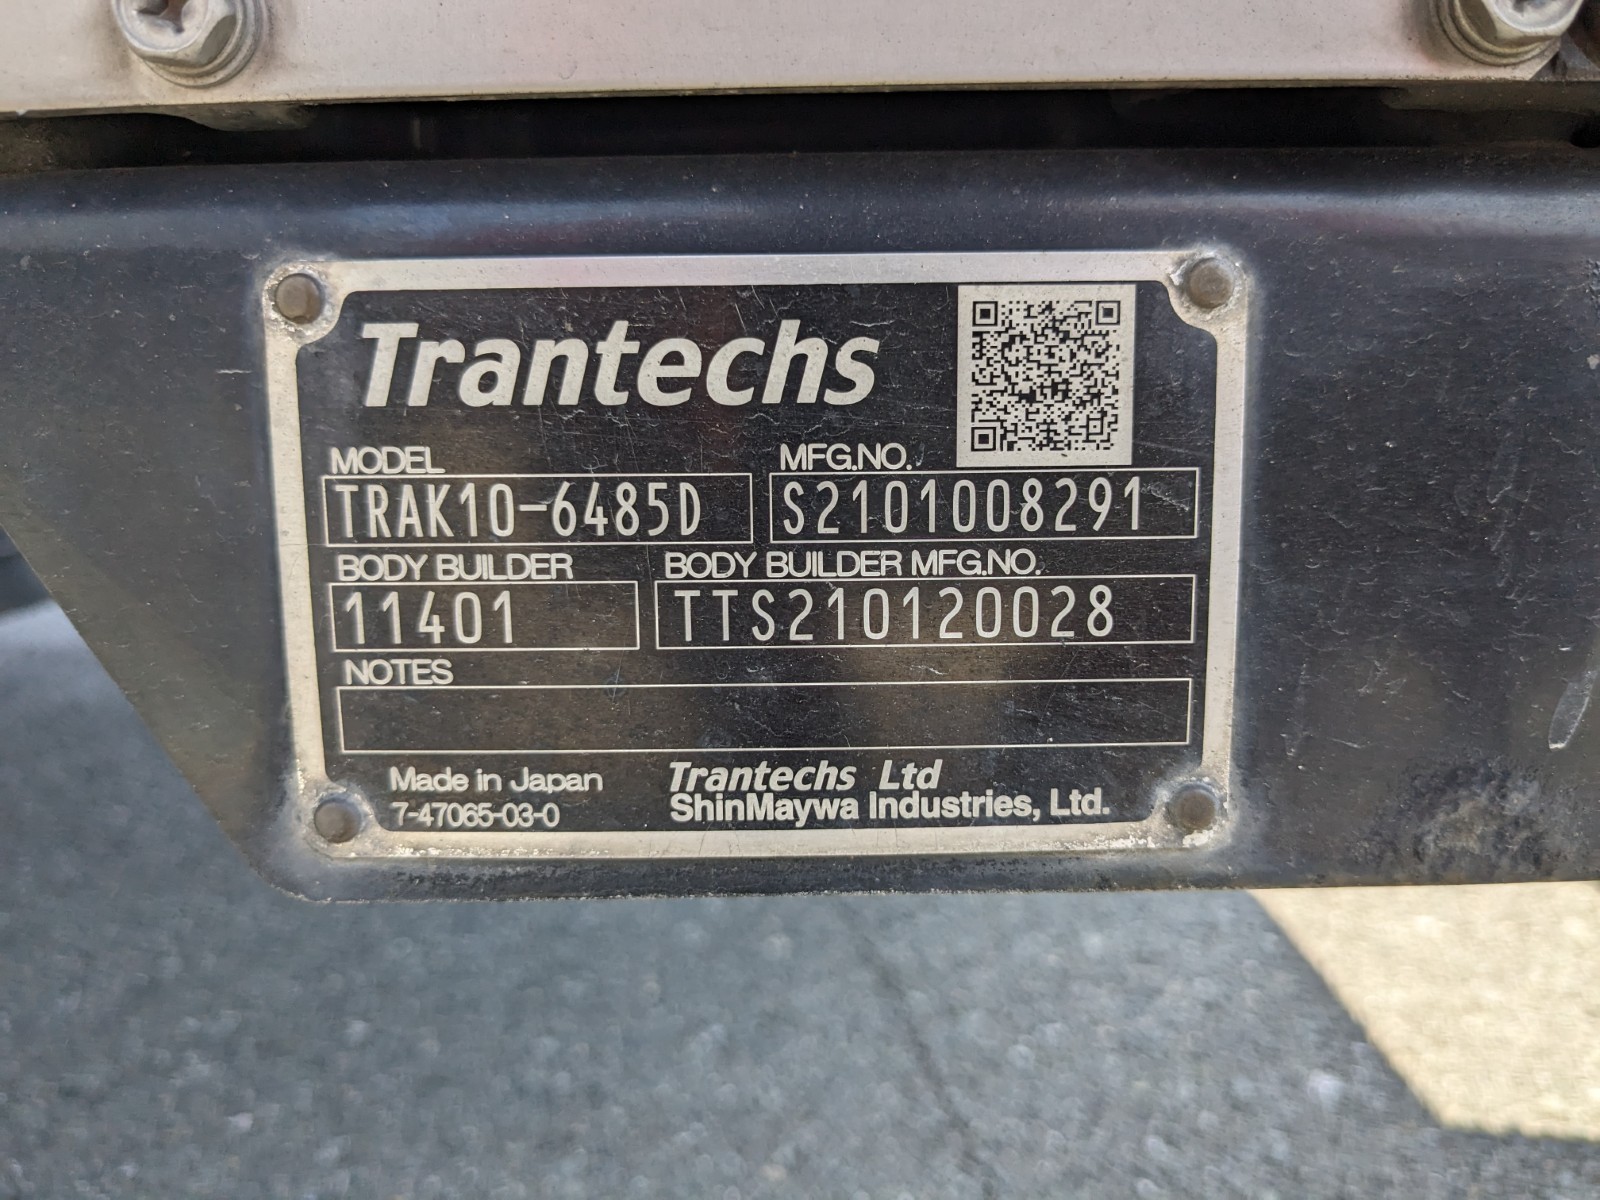 Trantechs
MODEL
TRAK10-6485D
MFG.NO.
S2101008291
BODY BUILDER
11401
BODY BUILDER MFG.NO.
TTS210120028
NOTES
Made in Japan
7-47065-03-0
Trantechs Ltd
ShinMaywa Industries, Ltd.